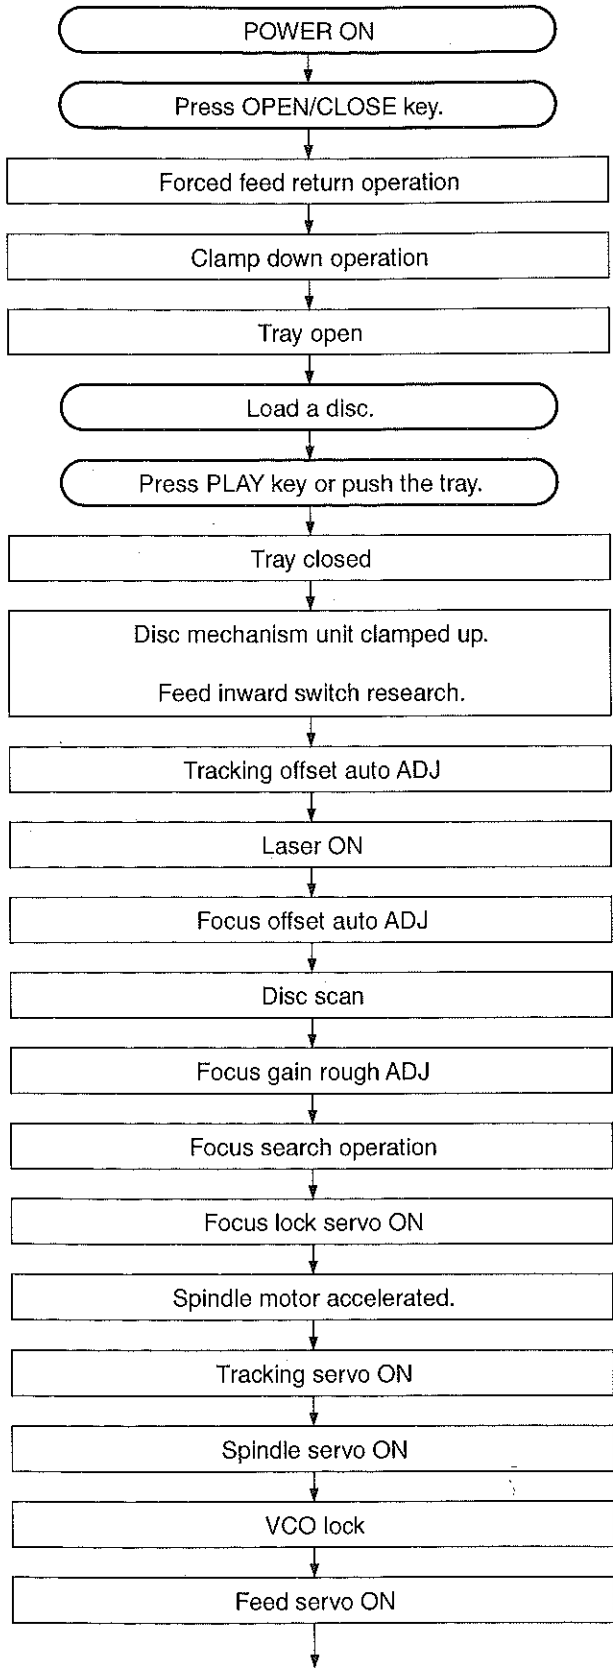 POWER ON
Press OPEN/CLOSE key.
Forced feed return operation
Clamp down operation
Tray open
Load a disc.
Press PLAY key or push the tray.
Tray closed
Disc mechanism unit clamped up.
Feed inward switch research.
Tracking offset auto ADJ
Laser ON
Focus offset auto ADJ
Disc scan
Focus gain rough ADJ
Focus search operation
Focus lock servo ON
Spindle motor accelerated.
Tracking servo ON
Spindle servo ON
VCO lock
Feed servo ON